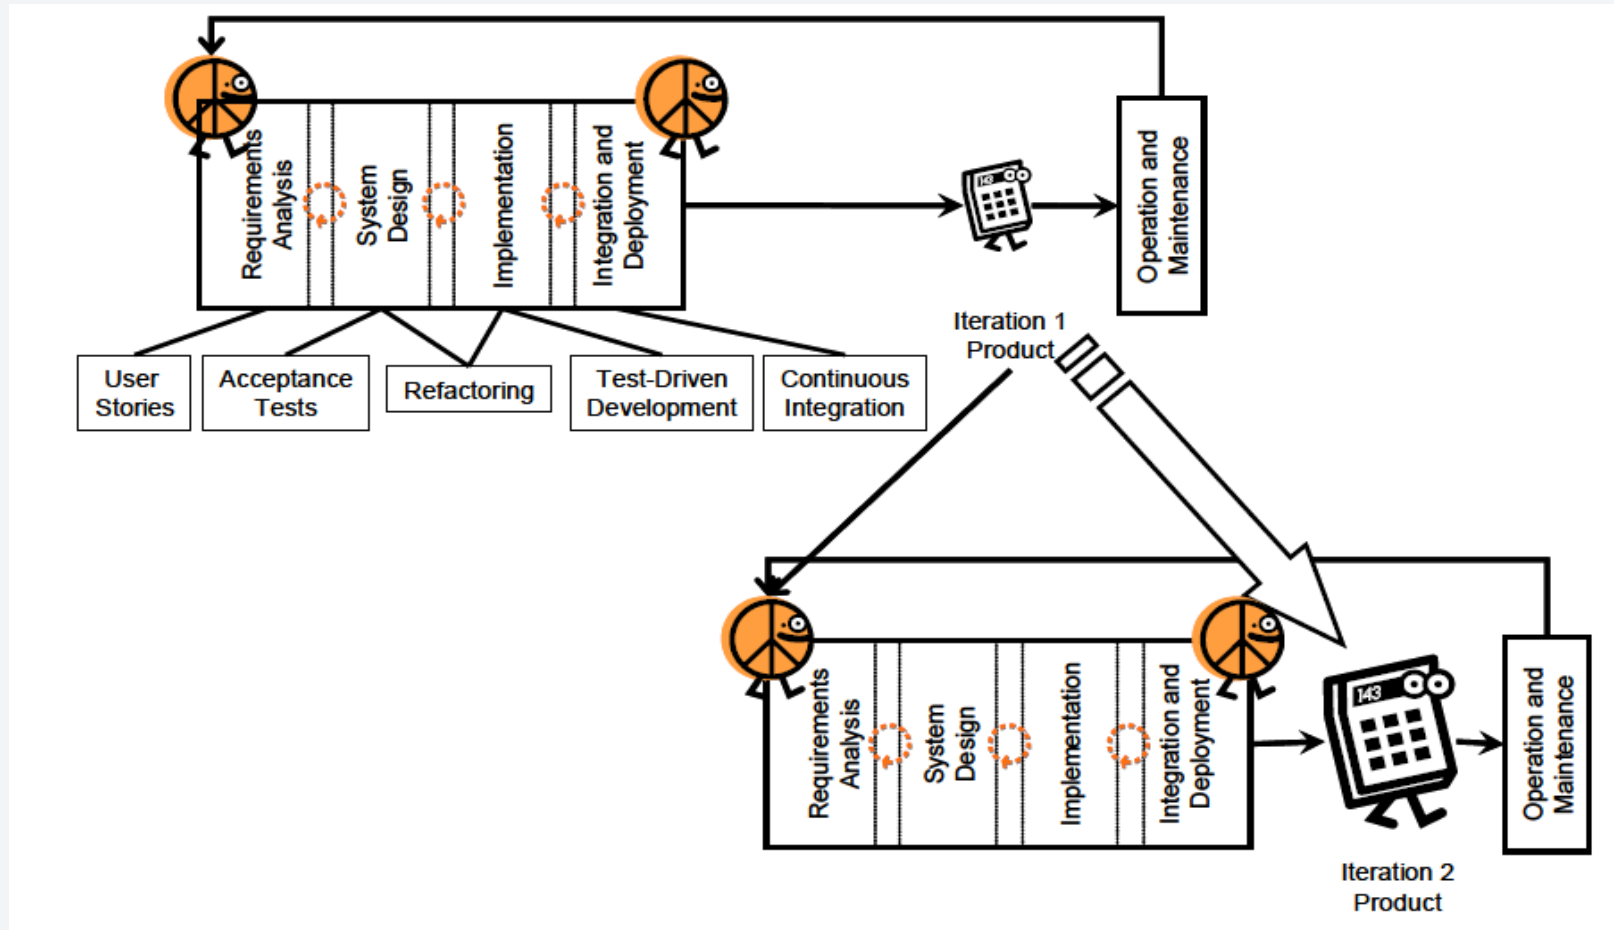 Requirements
Analysis
System
Design
Implementation
Integration and
Deployment
143
Operation and
Maintenance
User
Stories
Acceptance
Tests
Refactoring
Test-Driven
Development
Continuous
Integration
Iteration 1
Product
Requirements
Analysis
System
Design
Implementation
Integration and
Deployment
143
Operation and
Maintenance
Iteration 2
Product